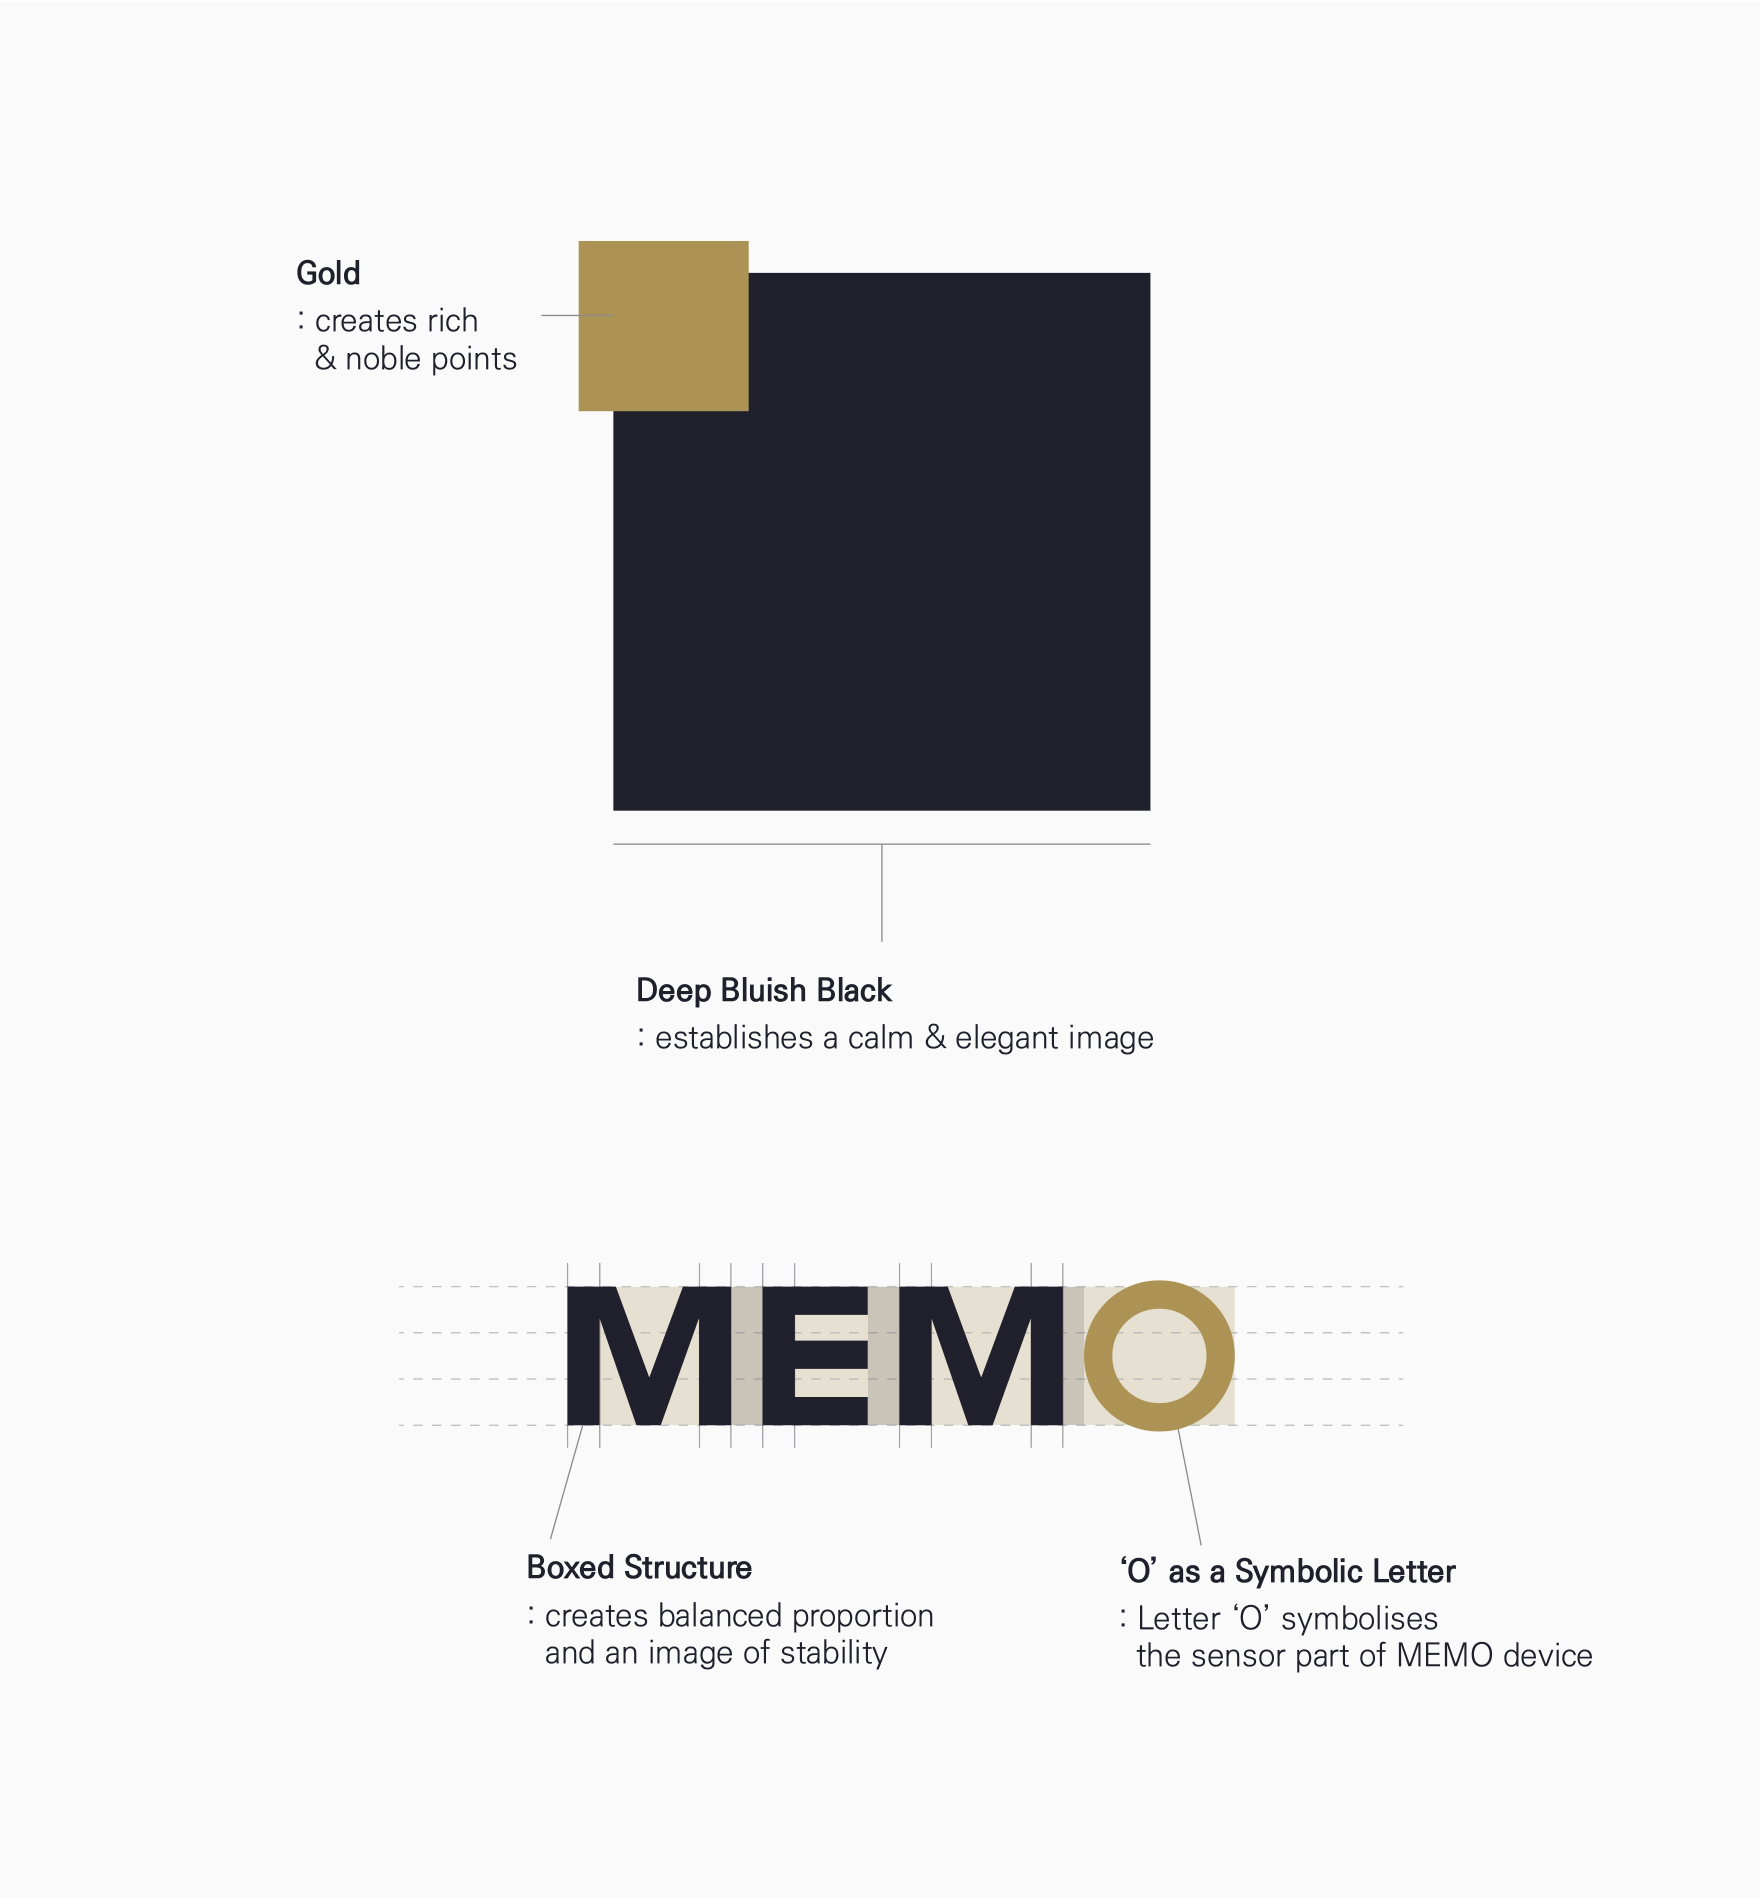 Gold
: creates rich
& noble points
Deep Bluish Black
: establishes a calm & elegant image
MEMO
Boxed Structure
: creates balanced proportion
and an image of stability
‘O’ as a Symbolic Letter
: Letter ‘O’ symbolises
the sensor part of MEMO device